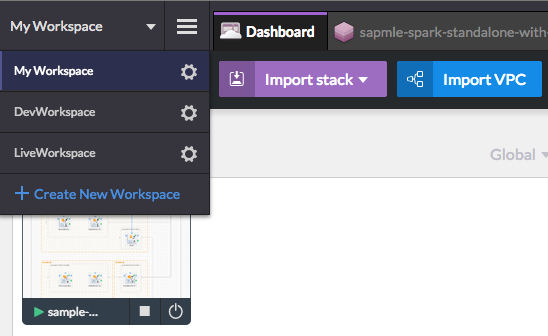 My Workspace
Dashboard
sapmle-spark-standalone-with-
My Workspace
Import stack
Import VPC
DevWorkspace
LiveWorkspace
Global
+ Create New Workspace
sample-...